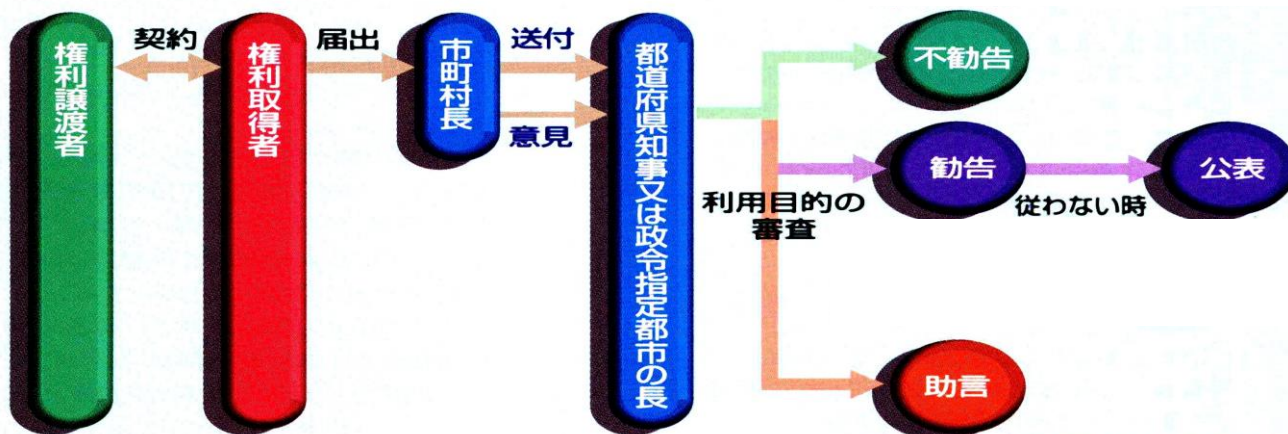 権利譲渡者
契約
権利取得者
届出
市町村長
送付
意見
都道府県知事又は政令指定都市の長
利用目的の
審査
不勧告
勧告
従わない時
公表
助言